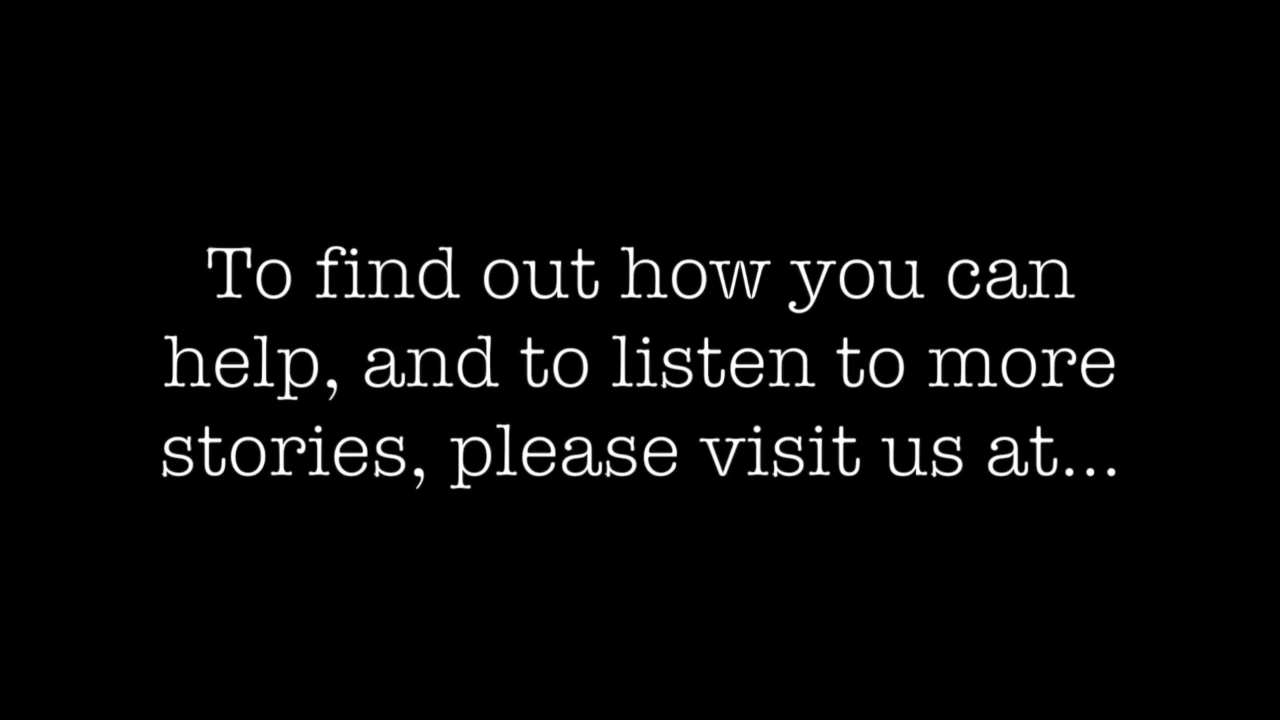 To find out how you can
help, and to listen to more
stories, please visit us at...